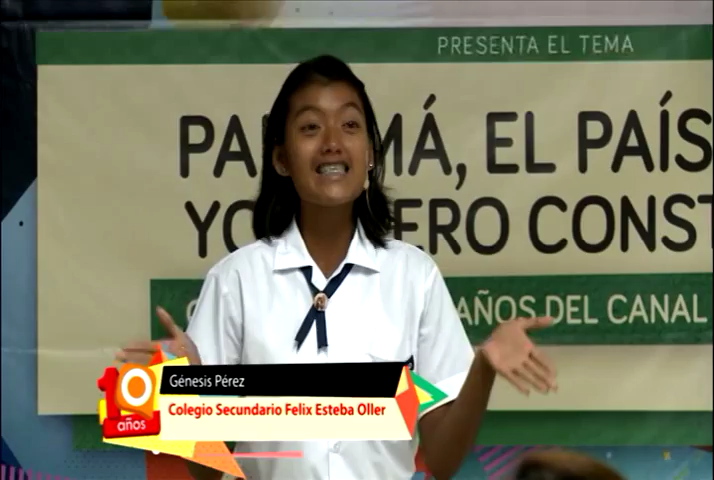 PRESENTA EL TEMA
PA MÁ, EL PAÍS
YO ERO CONST
AÑOS DEL CANAL
10 años
Génesis Pérez
Colegio Secundario Felix Esteba Oller